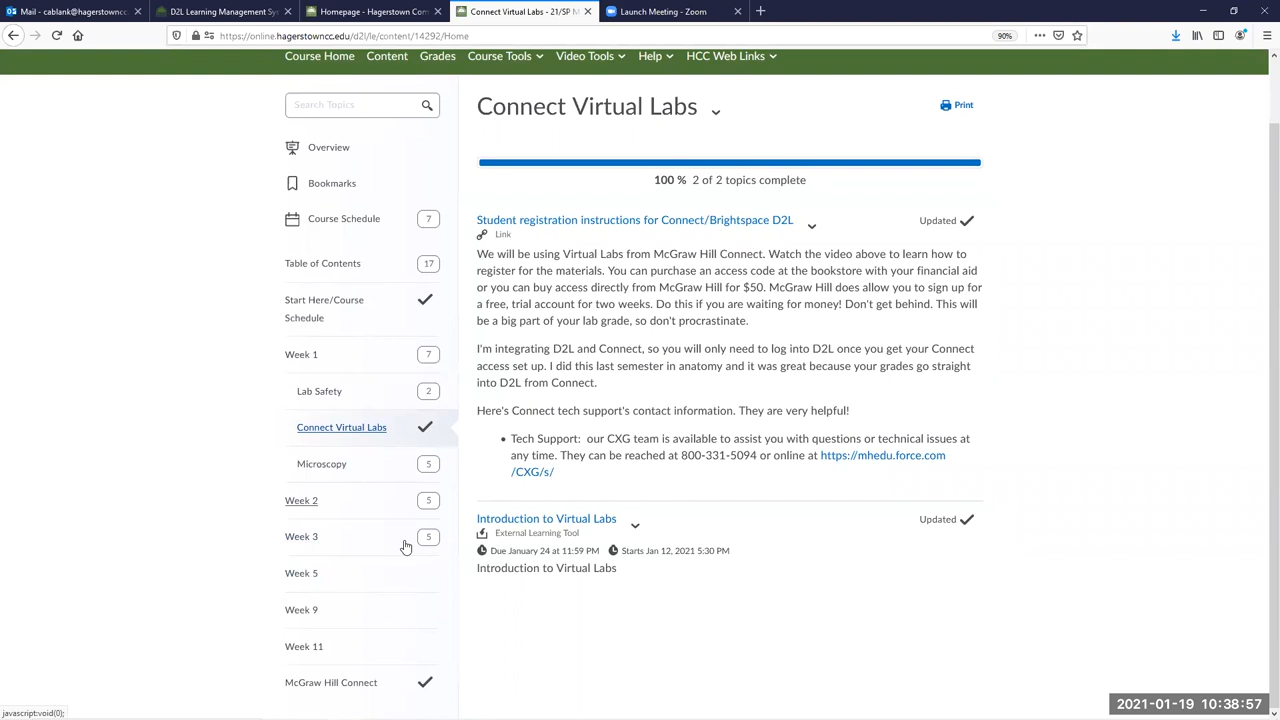 Mail - cablank@hagerstowncc
D2L Learning Management Sys
Homepage - Hagerstown Com
Connect Virtual Labs - 21/SP M
Launch Meeting - Zoom
https://online.hagerstowncc.edu/d2l/le/content/14292/Home
90%
Course Home
Content
Grades
Course Tools
Video Tools
Help
HCC Web Links
Search Topics
Connect Virtual Labs
Print
Overview
100 % 2 of 2 topics complete
Bookmarks
Course Schedule 7
Student registration instructions for Connect/Brightspace D2L
Updated
Link
We will be using Virtual Labs from McGraw Hill Connect. Watch the video above to learn how to
register for the materials. You can purchase an access code at the bookstore with your financial aid
or you can buy access directly from McGraw Hill for $50. McGraw Hill does allow you to sign up for
a free, trial account for two weeks. Do this if you are waiting for money! Don't get behind. This will
be a big part of your lab grade, so don't procrastinate.
I'm integrating D2L and Connect, so you will only need to log into D2L once you get your Connect
access set up. I did this last semester in anatomy and it was great because your grades go straight
into D2L from Connect.
Here's Connect tech support's contact information. They are very helpful!
• Tech Support: our CXG team is available to assist you with questions or technical issues at
any time. They can be reached at 800-331-5094 or online at https://mhedu.force.com
/CXG/s/
Introduction to Virtual Labs
Updated
External Learning Tool
Due January 24 at 11:59 PM Starts Jan 12, 2021 5:30 PM
Introduction to Virtual Labs
Table of Contents 17
Start Here/Course
Schedule
Week 1 7
Lab Safety 2
Connect Virtual Labs
Microscopy 5
Week 2 5
Week 3 5
Week 5
Week 9
Week 11
McGraw Hill Connect
javascript:void(0);
2021-01-19 10:38:57